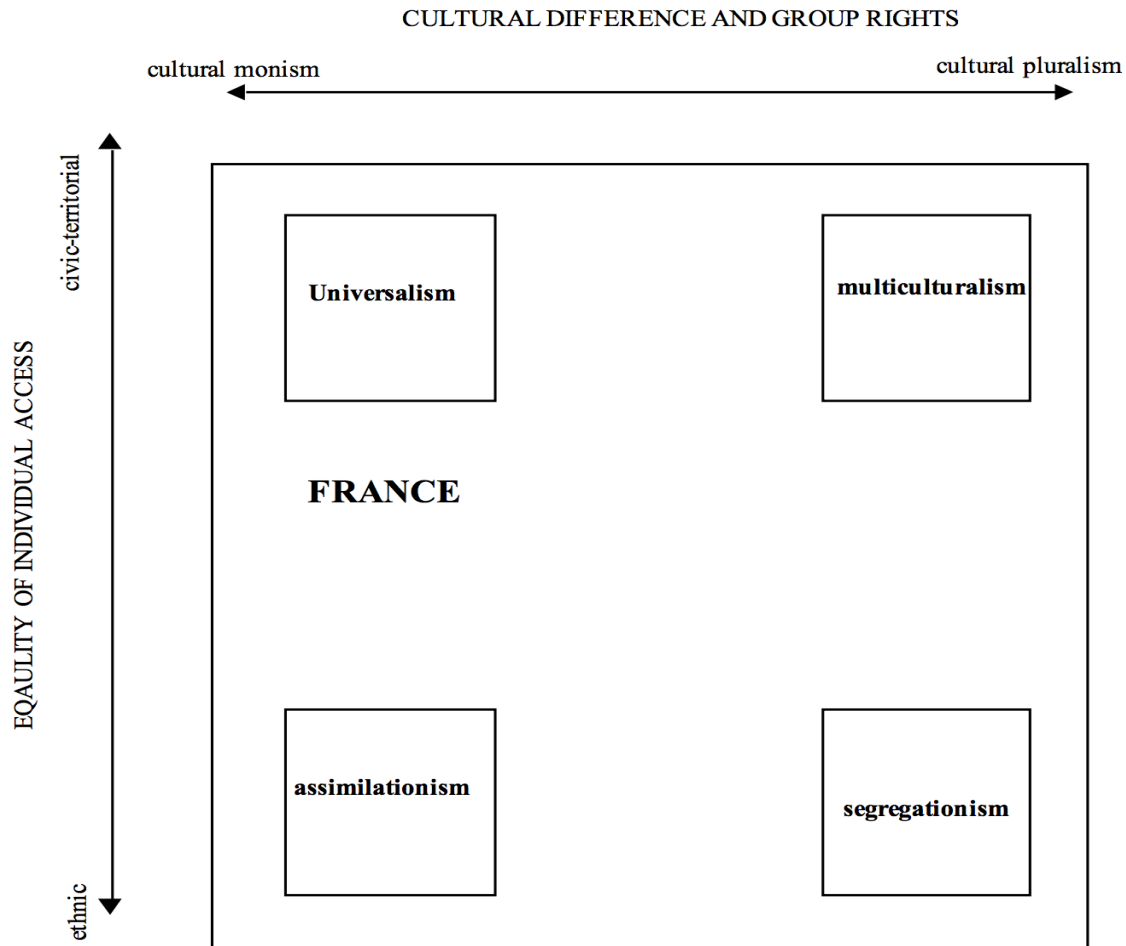 CULTURAL DIFFERENCE AND GROUP RIGHTS
cultural monism
cultural pluralism
civic-territorial
EQAULITY OF INDIVIDUAL ACCESS
ethnic
Universalism
multiculturalism
FRANCE
assimilationism
segregationism